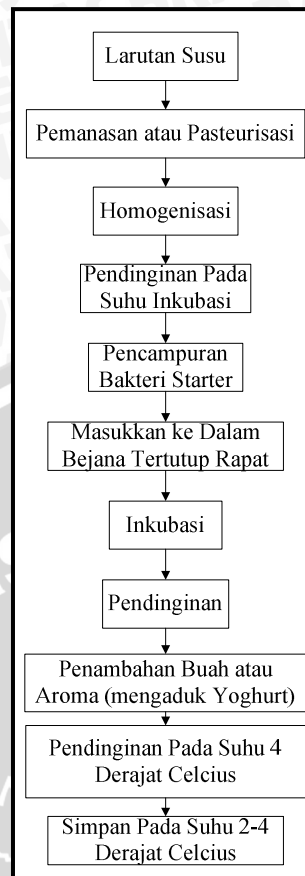 Larutan Susu
Pemanasan atau Pasteurisasi
Homogenisasi
Pendinginan Pada
Suhu Inkubasi
Pencampuran
Bakteri Starter
Masukkan ke Dalam
Bejana Tertutup Rapat
Inkubasi
Pendinginan
Penambahan Buah atau
Aroma (mengaduk Yoghurt)
Pendinginan Pada Suhu 4
Derajat Celcius
Simpan Pada Suhu 2-4
Derajat Celcius